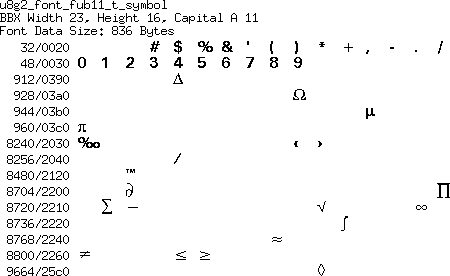 u8g2_font_fub11_t_symbol
BBX Width 23, Height 16, Capital A 11
Font Data Size: 836 Bytes
32/0020 # $ % & ' ( ) * + , - . /
48/0030 0 1 2 3 4 5 6 7 8 9
912/0390 ∆
928/03a0 Ω
944/03b0 µ
960/03c0 π
8240/2030 ‰ ‹ ›
8256/2040 ⁄
8480/2120 ™
8704/2200 ∂ ∏
8720/2210 ∑ − √ ∞
8736/2220 ∫
8768/2240 ≈
8800/2260 ≠ ≤ ≥
9664/25c0 ◊